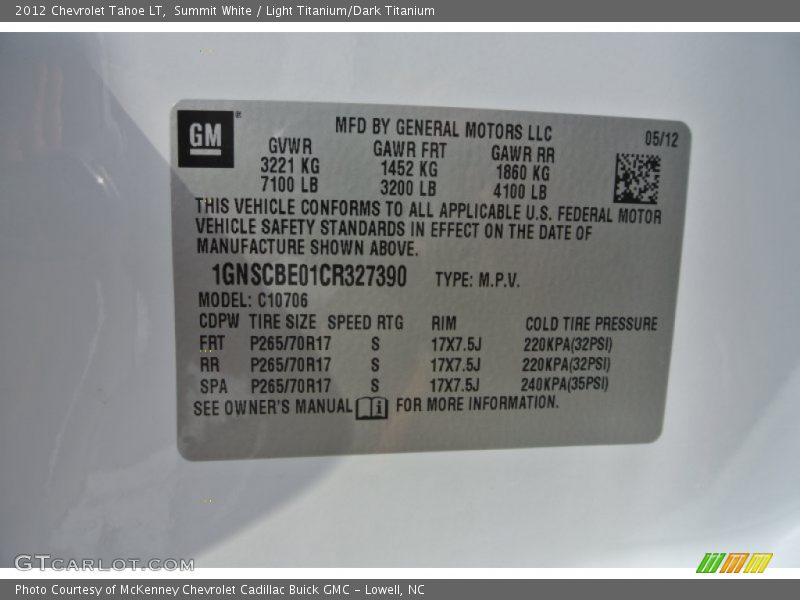 2012 Chevrolet Tahoe LT, Summit White / Light Titanium/Dark Titanium
GM®
MFD BY GENERAL MOTORS LLC
05/12
GVWR GAWR FRT GAWR RR
3221 KG 1452 KG 1860 KG
7100 LB 3200 LB 4100 LB
THIS VEHICLE CONFORMS TO ALL APPLICABLE U.S. FEDERAL MOTOR
VEHICLE SAFETY STANDARDS IN EFFECT ON THE DATE OF
MANUFACTURE SHOWN ABOVE.
1GNSCBE01CR327390 TYPE: M.P.V.
MODEL: C10706
CDPW TIRE SIZE SPEED RTG RIM COLD TIRE PRESSURE
FRT P265/70R17 S 17X7.5J 220KPA(32PSI)
RR P265/70R17 S 17X7.5J 220KPA(32PSI)
SPA P265/70R17 S 17X7.5J 240KPA(35PSI)
SEE OWNER'S MANUAL i FOR MORE INFORMATION.
GTCARLOT.COM
Photo Courtesy of McKenney Chevrolet Cadillac Buick GMC - Lowell, NC